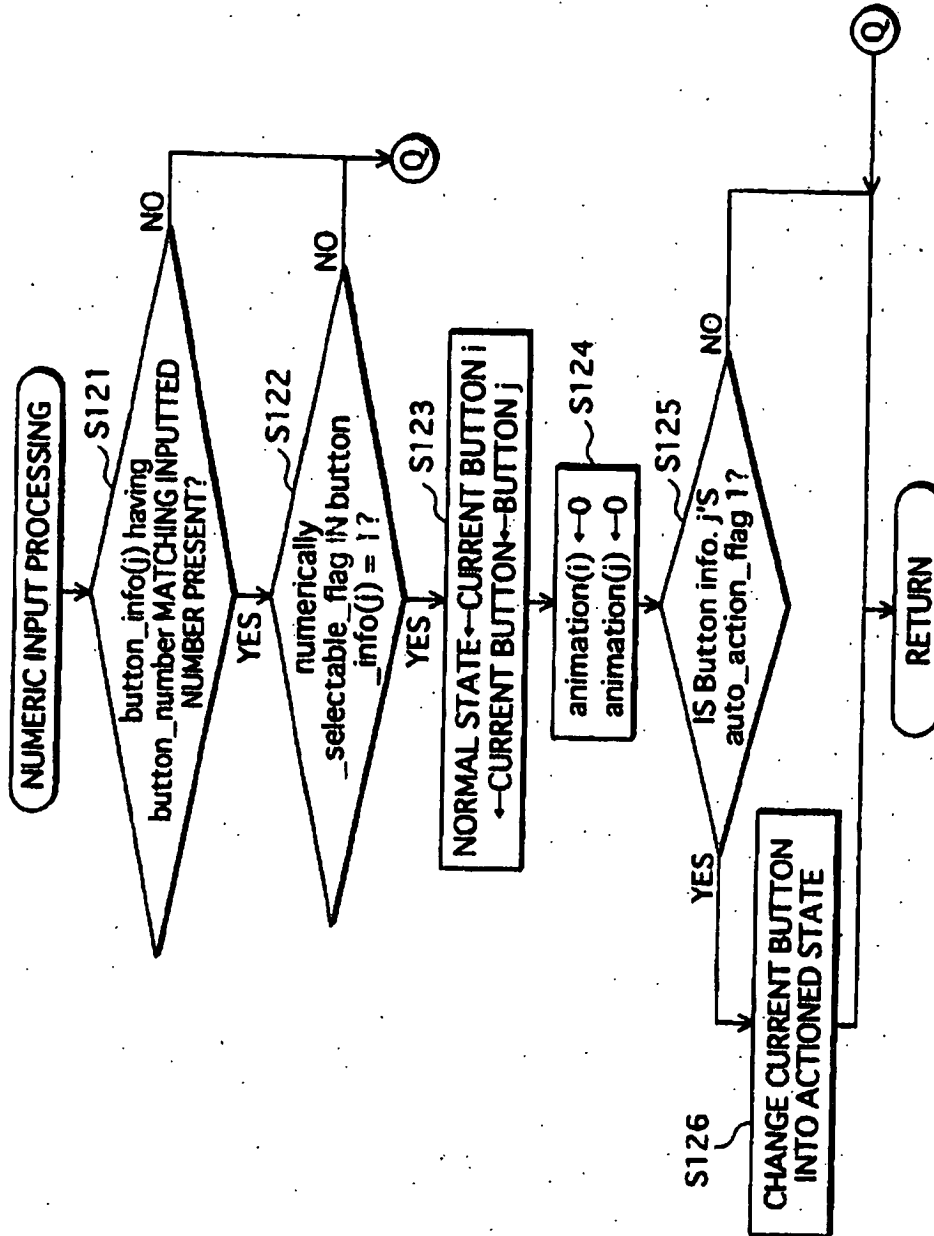 NUMERIC INPUT PROCESSING
S121
button_info(j) having
button_number MATCHING INPUTTED
NUMBER PRESENT?
NO
YES
S122
numerically
_selectable_flag IN button
_info(j) = 1?
NO
YES
Q
S123
NORMAL STATE←CURRENT BUTTON i
←CURRENT BUTTON←BUTTON j
S124
animation(i) ←0
animation(j) ←0
S125
IS Button info. j'S
auto_action_flag 1?
YES
NO
S126
CHANGE CURRENT BUTTON
INTO ACTIONED STATE
Q
RETURN